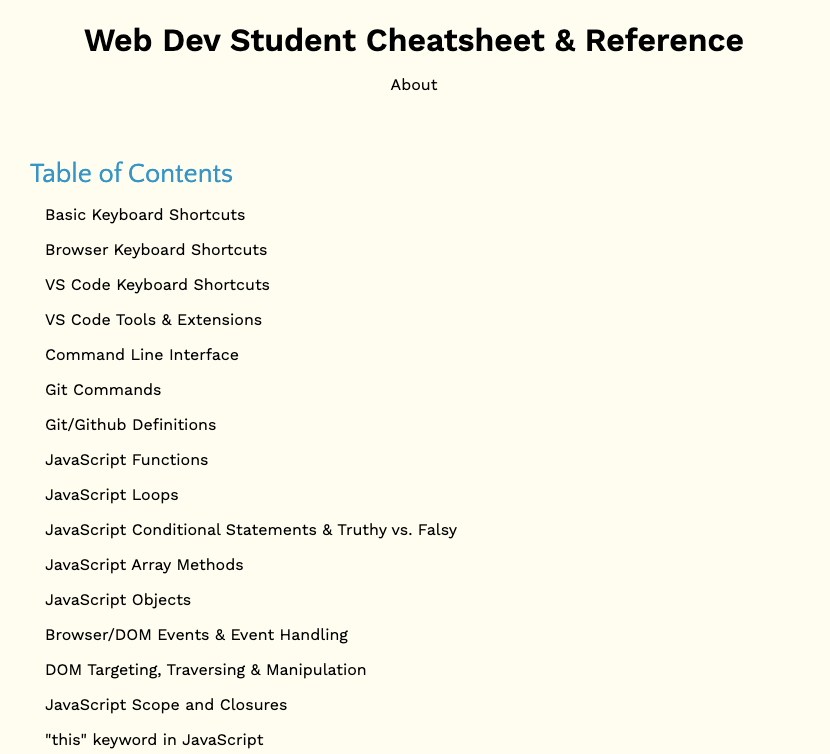 Web Dev Student Cheatsheet & Reference
About
Table of Contents
Basic Keyboard Shortcuts
Browser Keyboard Shortcuts
VS Code Keyboard Shortcuts
VS Code Tools & Extensions
Command Line Interface
Git Commands
Git/Github Definitions
JavaScript Functions
JavaScript Loops
JavaScript Conditional Statements & Truthy vs. Falsy
JavaScript Array Methods
JavaScript Objects
Browser/DOM Events & Event Handling
DOM Targeting, Traversing & Manipulation
JavaScript Scope and Closures
"this" keyword in JavaScript